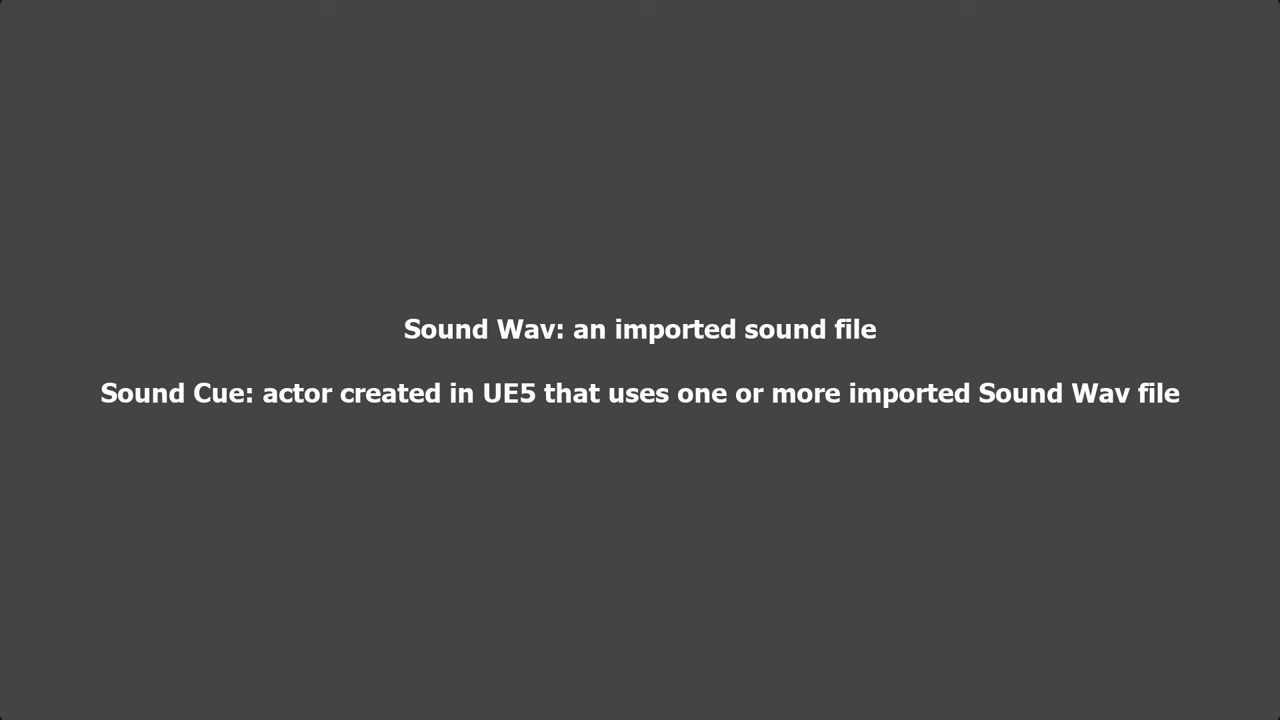 Sound Wav: an imported sound file
Sound Cue: actor created in UE5 that uses one or more imported Sound Wav file